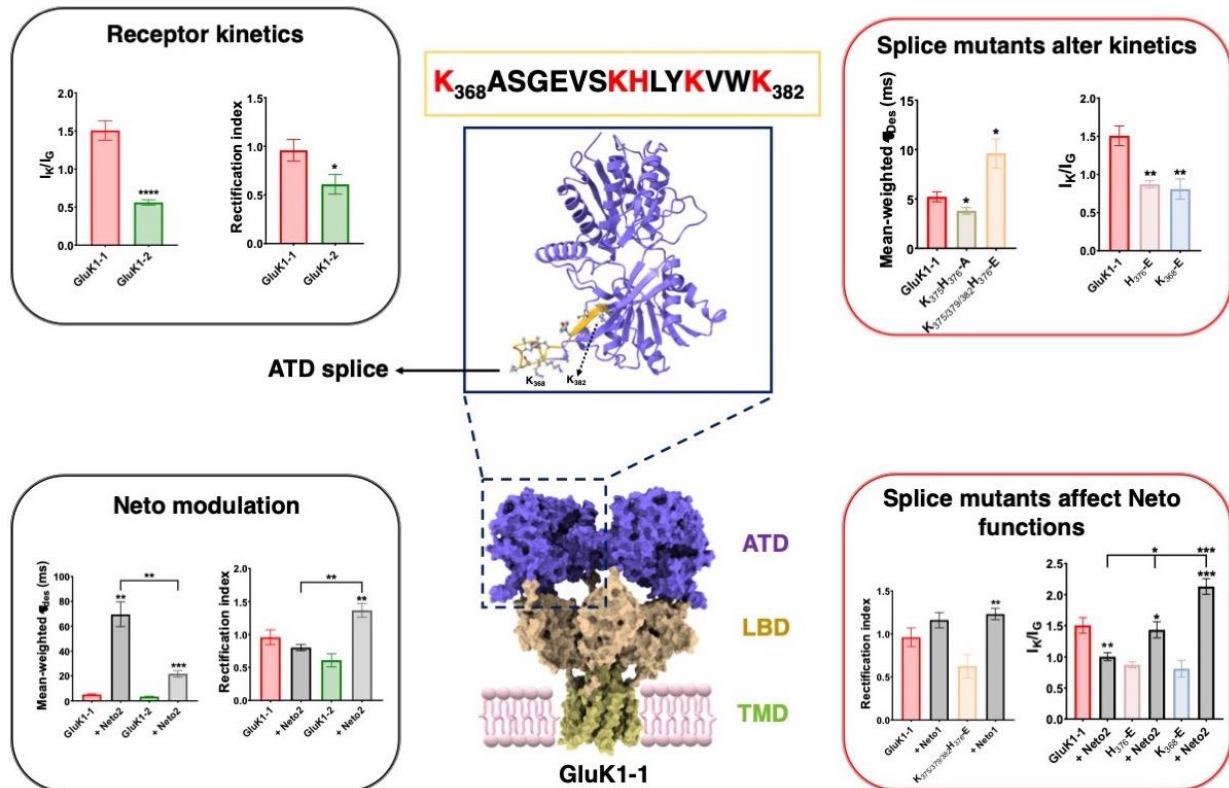 Receptor kinetics
I_K/I_G
2.0
1.5
1.0
0.5
0.0
****
GluK1-1
GluK1-2
Rectification index
1.5
1.0
0.5
0.0
*
GluK1-1
GluK1-2
K368ASGEVSKHLYKVWK382
K368
K382
ATD splice
Splice mutants alter kinetics
Mean-weighted τDes (ms)
15
10
5
0
*
*
GluK1-1
K375H376-A
K375/379/382H376-E
I_K/I_G
2.0
1.5
1.0
0.5
0.0
**
**
GluK1-1
H376-E
K368-E
Neto modulation
Mean-weighted τdes (ms)
100
80
60
40
20
0
**
**
***
GluK1-1
+ Neto2
GluK1-2
+ Neto2
Rectification index
2.0
1.5
1.0
0.5
0.0
**
**
GluK1-1
+ Neto2
GluK1-2
+ Neto2
ATD
LBD
TMD
GluK1-1
Splice mutants affect Neto
functions
Rectification index
1.5
1.0
0.5
0.0
**
GluK1-1
+ Neto1
K375/379/382H376-E
+ Neto1
I_K/I_G
2.5
2.0
1.5
1.0
0.5
0.0
**
*
*
***
***
GluK1-1
+ Neto2
H376-E
+ Neto2
K368-E
+ Neto2